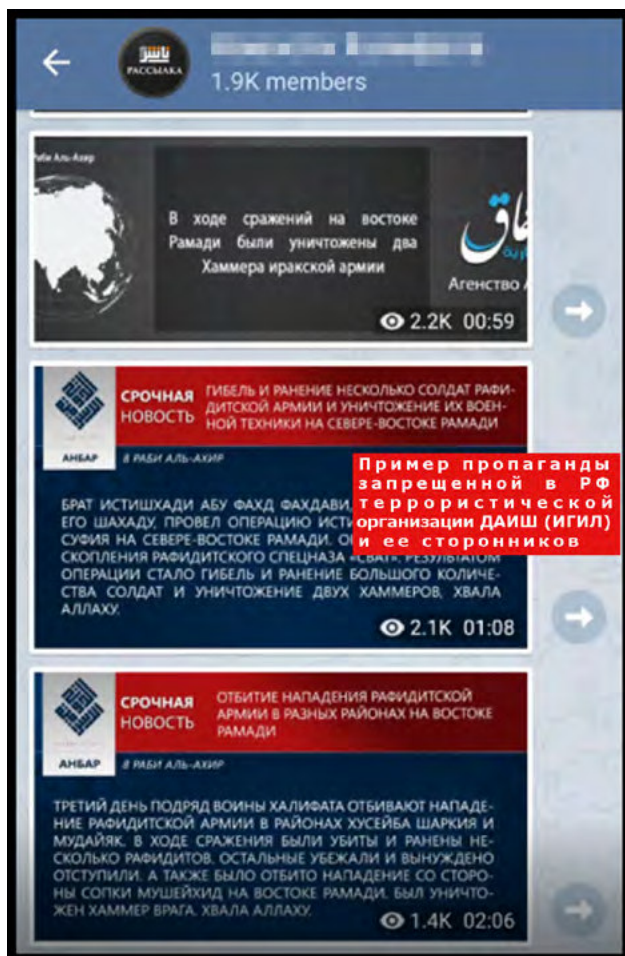 РАССЫЛКА
1.9K members
Раби Аль-Ахир
В ходе сражений на востоке
Рамади были уничтожены два
Хаммера иракской армии
Агенство
2.2K 00:59
СРОЧНАЯ
НОВОСТЬ
ГИБЕЛЬ И РАНЕНИЕ НЕСКОЛЬКО СОЛДАТ РАФИ-
ДИТСКОЙ АРМИИ И УНИЧТОЖЕНИЕ ИХ ВОЕН-
НОЙ ТЕХНИКИ НА СЕВЕРЕ-ВОСТОКЕ РАМАДИ
АНБАР
8 РАБИ АЛЬ-АХИР
Пример пропаганды
запрещенной в РФ
террористической
организации ДАИШ (ИГИЛ)
и ее сторонников
БРАТ ИСТИШХАДИ АБУ ФАХД ФАХДАВИ,
ЕГО ШАХАДУ, ПРОВЕЛ ОПЕРАЦИЮ
СУФИЯ НА СЕВЕРЕ-ВОСТОКЕ РАМАДИ.
СКОПЛЕНИЯ РАФИДИТСКОГО СПЕЦНАЗА «СВАТ». РЕЗУЛЬТАТОМ
ОПЕРАЦИИ СТАЛО ГИБЕЛЬ И РАНЕНИЕ БОЛЬШОГО КОЛИЧЕ-
СТВА СОЛДАТ И УНИЧТОЖЕНИЕ ДВУХ ХАММЕРОВ, ХВАЛА
АЛЛАХУ.
2.1K 01:08
СРОЧНАЯ
НОВОСТЬ
ОТБИТИЕ НАПАДЕНИЯ РАФИДИТСКОЙ
АРМИИ В РАЗНЫХ РАЙОНАХ НА ВОСТОКЕ
РАМАДИ
АНБАР
8 РАБИ АЛЬ-АХИР
ТРЕТИЙ ДЕНЬ ПОДРЯД ВОИНЫ ХАЛИФАТА ОТБИВАЮТ НАПАДЕ-
НИЕ РАФИДИТСКОЙ АРМИИ В РАЙОНАХ ХУСЕЙБА ШАРКИЯ И
МУДАЙЯК. В ХОДЕ СРАЖЕНИЯ БЫЛИ УБИТЫ И РАНЕНЫ НЕ-
СКОЛЬКО РАФИДИТОВ, ОСТАЛЬНЫЕ УБЕЖАЛИ И ВЫНУЖДЕНО
ОТСТУПИЛИ. А ТАКЖЕ БЫЛО ОТБИТО НАПАДЕНИЕ СО СТОРО-
НЫ СОПКИ МУШЕЙХИД НА ВОСТОКЕ РАМАДИ. БЫЛ УНИЧТО-
ЖЕН ХАММЕР ВРАГА. ХВАЛА АЛЛАХУ.
1.4K 02:06